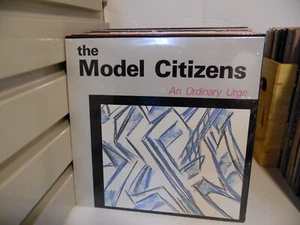 the
Model Citizens
An Ordinary Urge